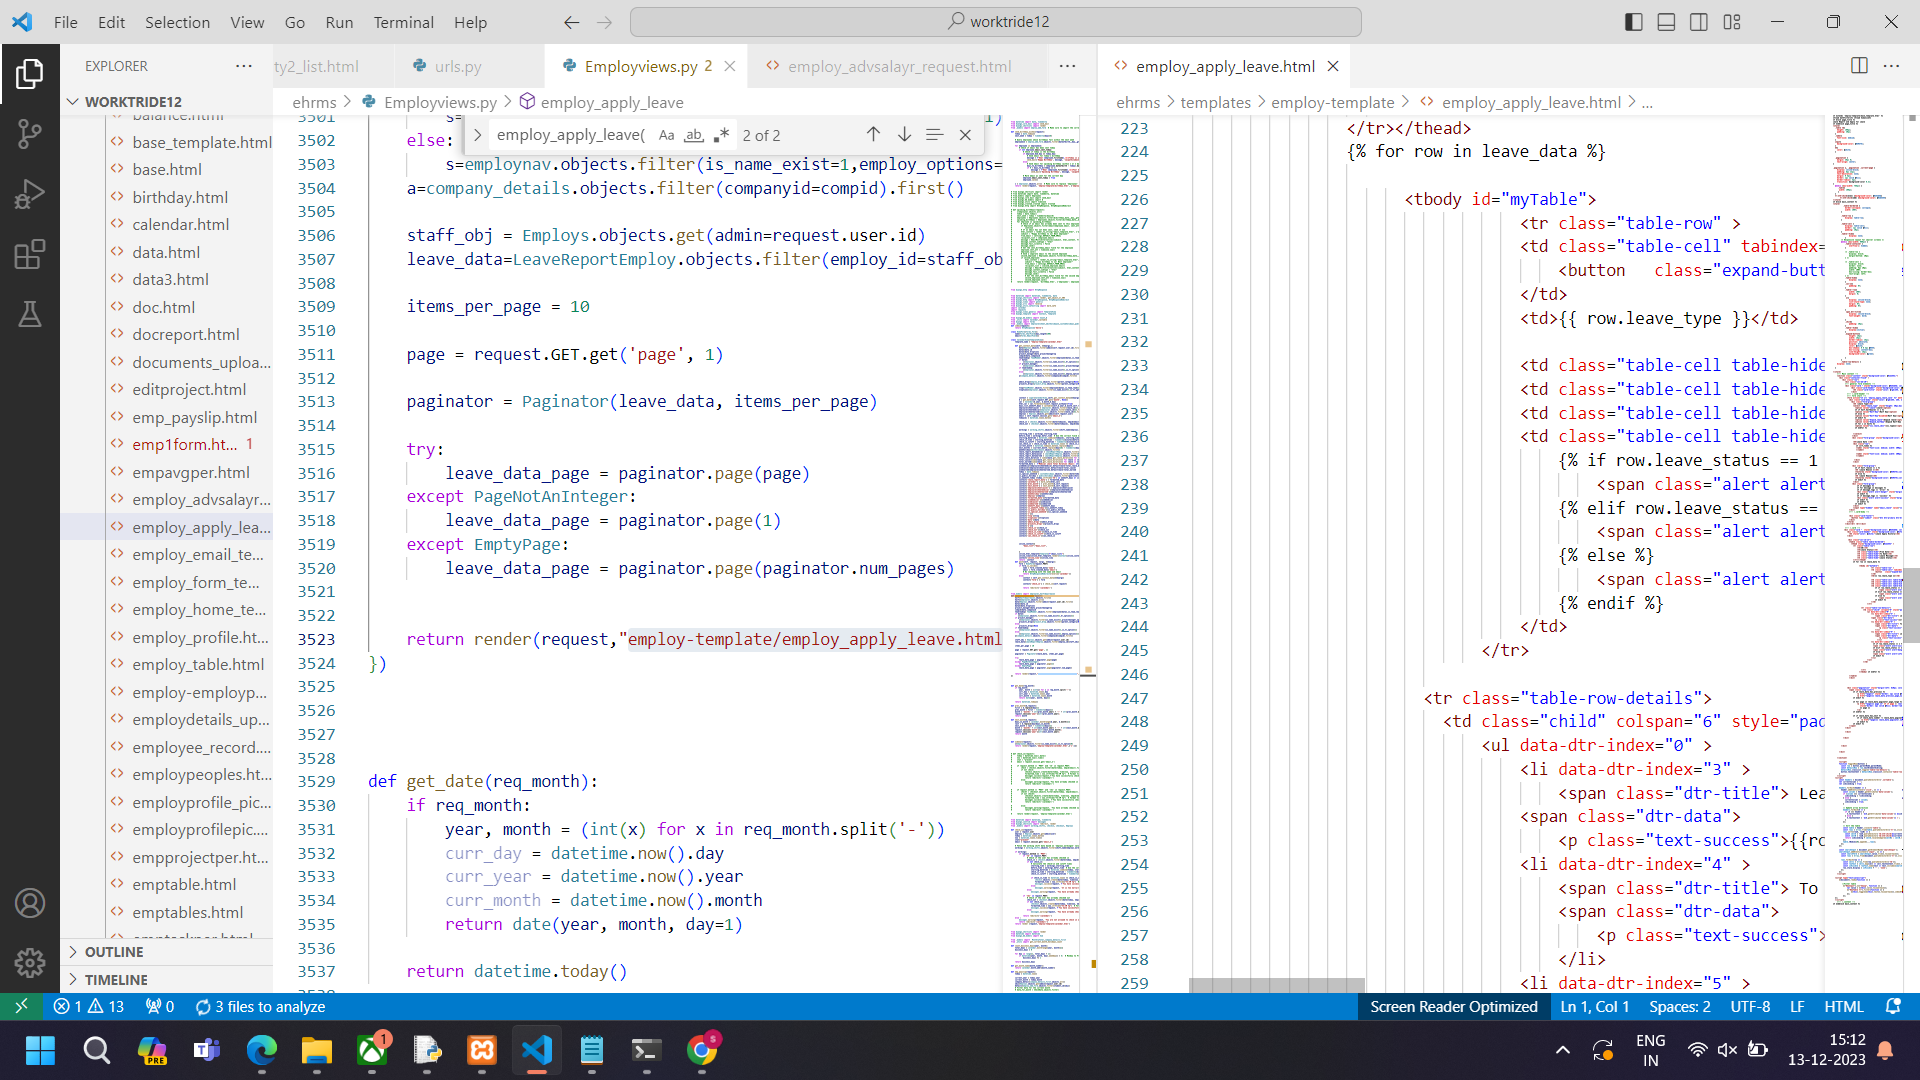 File Edit Selection View Go Run Terminal Help
worktride12
EXPLORER
ty2_list.html
urls.py
Employviews.py 2
employ_advsalayr_request.html
employ_apply_leave.html
WORKTRIDE12
ehrms > Employviews.py > employ_apply_leave
ehrms > templates > employ-template > employ_apply_leave.html > ...
employ_apply_leave( Aa ab 2 of 2
balance.html
base_template.html
base.html
birthday.html
calendar.html
data.html
data3.html
doc.html
docreport.html
documents_uploa...
editproject.html
emp_payslip.html
emp1form.ht... 1
empavgper.html
employ_advsalayr...
employ_apply_lea...
employ_email_te...
employ_form_te...
employ_home_te...
employ_profile.ht...
employ_table.html
employ-employp...
employdetails_up...
employee_record....
employpeoples.ht...
employprofile_pic...
employprofilepic....
empprojectper.ht...
emptable.html
emptables.html
OUTLINE
TIMELINE
3501 s=
3502 else:
3503 s=employnav.objects.filter(is_name_exist=1,employ_options=
3504 a=company_details.objects.filter(companyid=compid).first()
3505
3506 staff_obj = Employs.objects.get(admin=request.user.id)
3507 leave_data=LeaveReportEmploy.objects.filter(employ_id=staff_ob
3508
3509 items_per_page = 10
3510
3511 page = request.GET.get('page', 1)
3512
3513 paginator = Paginator(leave_data, items_per_page)
3514
3515 try:
3516 leave_data_page = paginator.page(page)
3517 except PageNotAnInteger:
3518 leave_data_page = paginator.page(1)
3519 except EmptyPage:
3520 leave_data_page = paginator.page(paginator.num_pages)
3521
3522
3523 return render(request,"employ-template/employ_apply_leave.html
3524 })
3525
3526
3527
3528
3529 def get_date(req_month):
3530 if req_month:
3531 year, month = (int(x) for x in req_month.split('-'))
3532 curr_day = datetime.now().day
3533 curr_year = datetime.now().year
3534 curr_month = datetime.now().month
3535 return date(year, month, day=1)
3536
3537 return datetime.today()
223 </tr></thead>
224 {% for row in leave_data %}
225
226 <tbody id="myTable">
227 <tr class="table-row" >
228 <td class="table-cell" tabindex=
229 <button class="expand-butt
230 </td>
231 <td>{{ row.leave_type }}</td>
232
233 <td class="table-cell table-hide
234 <td class="table-cell table-hide
235 <td class="table-cell table-hide
236 <td class="table-cell table-hide
237 {% if row.leave_status == 1
238 <span class="alert alert
239 {% elif row.leave_status ==
240 <span class="alert alert
241 {% else %}
242 <span class="alert alert
243 {% endif %}
244 </td>
245 </tr>
246
247 <tr class="table-row-details">
248 <td class="child" colspan="6" style="pad
249 <ul data-dtr-index="0" >
250 <li data-dtr-index="3" >
251 <span class="dtr-title"> Lea
252 <span class="dtr-data">
253 <p class="text-success">{{ro
254 <li data-dtr-index="4" >
255 <span class="dtr-title"> To
256 <span class="dtr-data">
257 <p class="text-success">
258 </li>
259 <li data-dtr-index="5" >
1 13 0 3 files to analyze
Screen Reader Optimized Ln 1, Col 1 Spaces: 2 UTF-8 LF HTML
PRE
1
S
ENG
IN
15:12
13-12-2023